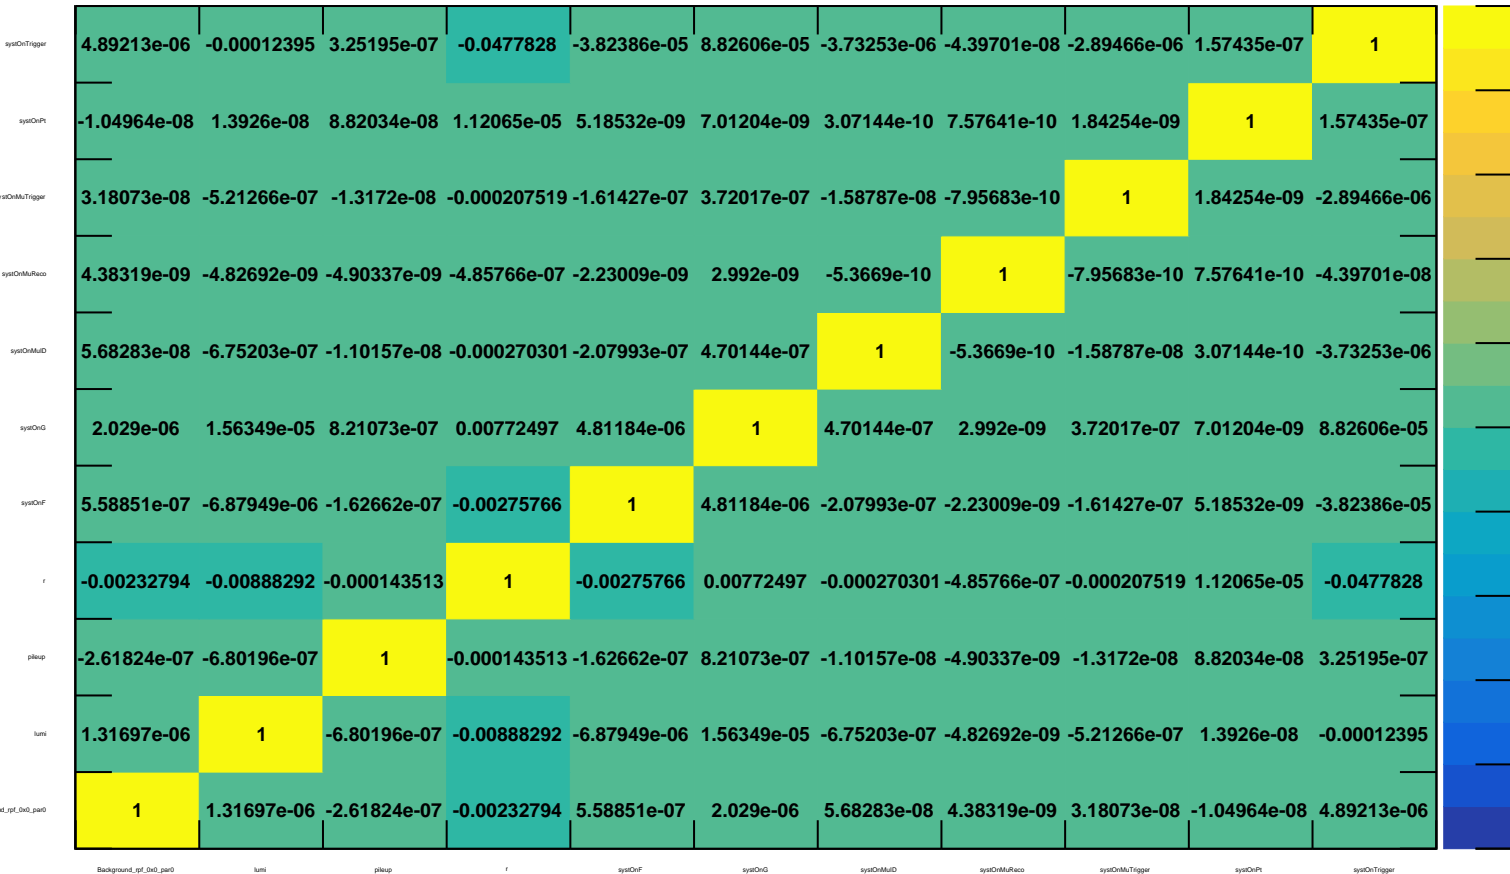 systOnTrigger 4.89213e-06 -0.00012395 3.25195e-07 -0.0477828 -3.82386e-05 8.82606e-05 -3.73253e-06 -4.39701e-08 -2.89466e-06 1.57435e-07 1
systOnPt -1.04964e-08 1.3926e-08 8.82034e-08 1.12065e-05 5.18532e-09 7.01204e-09 3.07144e-10 7.57641e-10 1.84254e-09 1 1.57435e-07
stOnMuTrigger 3.18073e-08 -5.21266e-07 -1.3172e-08 -0.000207519 -1.61427e-07 3.72017e-07 -1.58787e-08 -7.95683e-10 1 1.84254e-09 -2.89466e-06
systOnMuReco 4.38319e-09 -4.82692e-09 -4.90337e-09 -4.85766e-07 -2.23009e-09 2.992e-09 -5.3669e-10 1 -7.95683e-10 7.57641e-10 -4.39701e-08
systOnMuID 5.68283e-08 -6.75203e-07 -1.10157e-08 -0.000270301 -2.07993e-07 4.70144e-07 1 -5.3669e-10 -1.58787e-08 3.07144e-10 -3.73253e-06
systOnG 2.029e-06 1.56349e-05 8.21073e-07 0.00772497 4.81184e-06 1 4.70144e-07 2.992e-09 3.72017e-07 7.01204e-09 8.82606e-05
systOnF 5.58851e-07 -6.87949e-06 -1.62662e-07 -0.00275766 1 4.81184e-06 -2.07993e-07 -2.23009e-09 -1.61427e-07 5.18532e-09 -3.82386e-05
r -0.00232794 -0.00888292 -0.000143513 1 -0.00275766 0.00772497 -0.000270301 -4.85766e-07 -0.000207519 1.12065e-05 -0.0477828
pileup -2.61824e-07 -6.80196e-07 1 -0.000143513 -1.62662e-07 8.21073e-07 -1.10157e-08 -4.90337e-09 -1.3172e-08 8.82034e-08 3.25195e-07
lumi 1.31697e-06 1 -6.80196e-07 -0.00888292 -6.87949e-06 1.56349e-05 -6.75203e-07 -4.82692e-09 -5.21266e-07 1.3926e-08 -0.00012395
d_rpf_0x0_par0 1 1.31697e-06 -2.61824e-07 -0.00232794 5.58851e-07 2.029e-06 5.68283e-08 4.38319e-09 3.18073e-08 -1.04964e-08 4.89213e-06
Background_rpf_0x0_par0 lumi pileup r systOnF systOnG systOnMuID systOnMuReco systOnMuTrigger systOnPt systOnTrigger